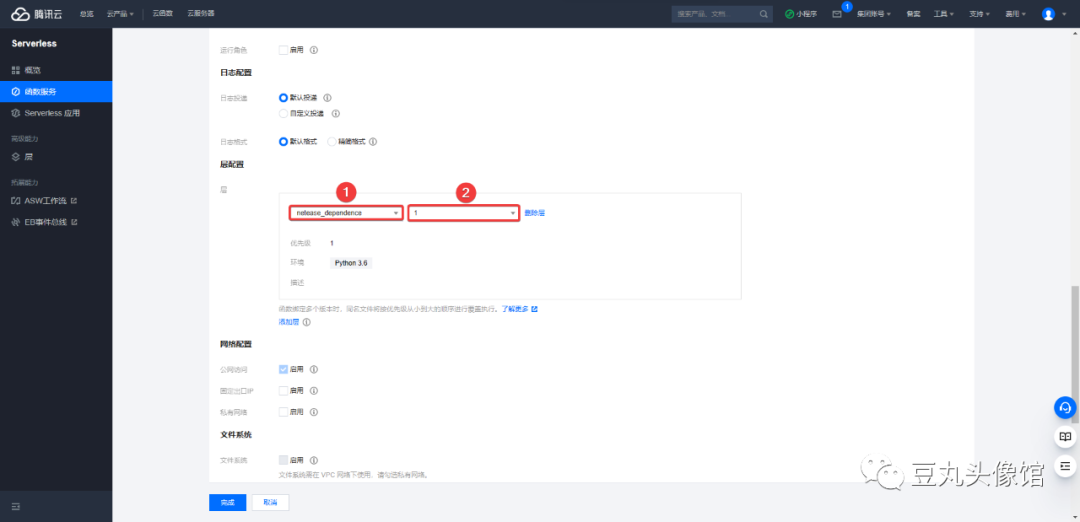 腾讯云 总览 云产品 云函数 云服务器 搜索产品、文档 小程序 1 集团账号 备案 工具 支持 费用
Serverless
概览
函数服务
Serverless 应用
高级能力
层
拓展能力
ASW工作流
EB事件总线
运行角色 启用
日志配置
日志投递 默认投递
自定义投递
日志格式 默认格式 精简格式
层配置
层
1 2
netease_dependence 1 删除层
优先级 1
环境 Python 3.6
描述
函数绑定多个版本时，同名文件将按优先级从小到大的顺序进行覆盖执行。了解更多
添加层
网络配置
公网访问 启用
固定出口IP 启用
私有网络 启用
文件系统
文件系统 启用
文件系统需在 VPC 网络下使用，请勾选私有网络。
完成 取消
豆丸头像馆